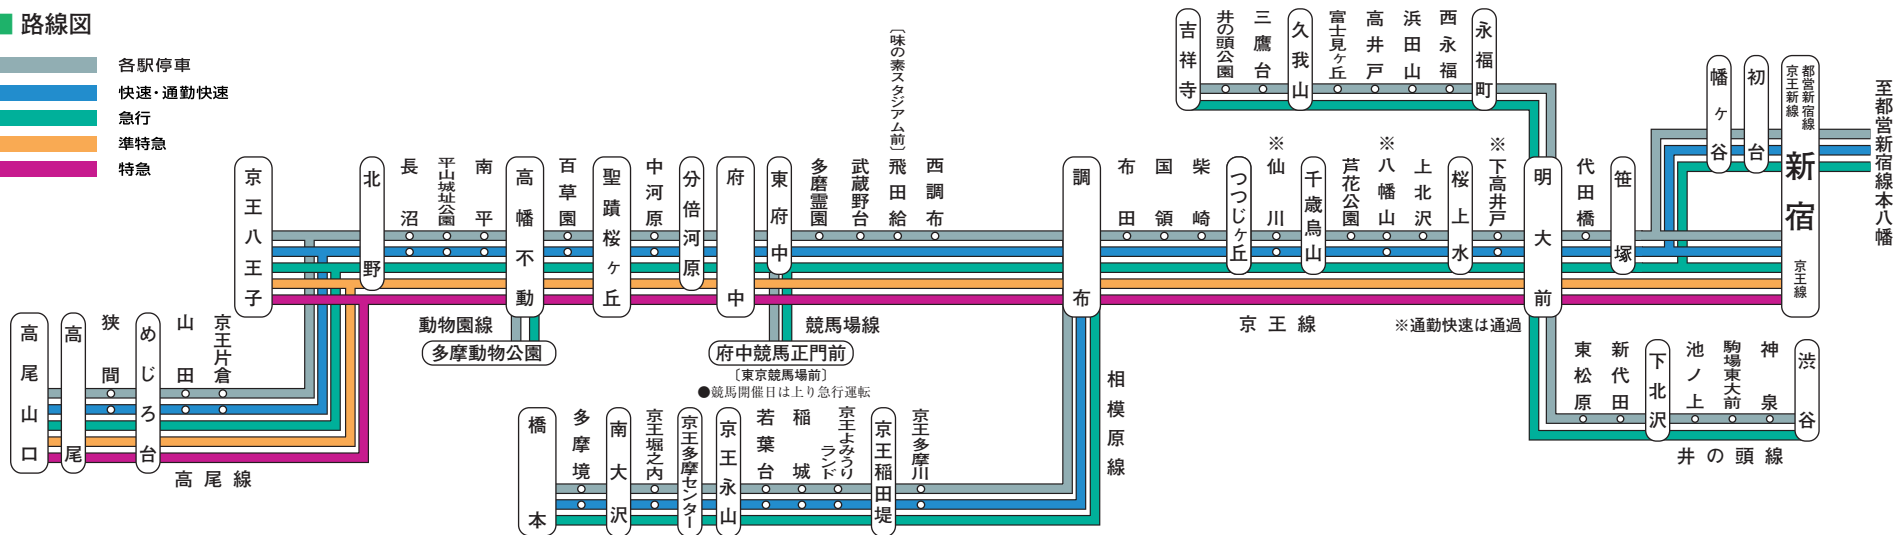 路線図
各駅停車
快速・通勤快速
急行
準特急
特急
吉祥寺
井の頭公園
三鷹台
久我山
富士見ヶ丘
高井戸
浜田山
西永福
永福町
幡ヶ谷
初台
都営新宿線
京王新線
新宿
京王線
至都営新宿線本八幡
京王八王子
北野
長沼
平山城址公園
南平
高幡不動
百草園
聖蹟桜ヶ丘
中河原
分倍河原
府中
東府中
多磨霊園
武蔵野台
〔味の素スタジアム前〕
飛田給
西調布
調布
布田
国領
柴崎
つつじヶ丘
※仙川
千歳烏山
芦花公園
※八幡山
上北沢
桜上水
※下高井戸
明大前
代田橋
笹塚
動物園線
多摩動物公園
競馬場線
府中競馬正門前
〔東京競馬場前〕
●競馬開催日は上り急行運転
京王線
※通勤快速は通過
高尾山口
高尾
狭間
めじろ台
山田
京王片倉
高尾線
橋本
多摩境
南大沢
京王堀之内
京王多摩センター
京王永山
若葉台
稲城
京王よみうり
ランド
京王稲田堤
京王多摩川
相模原線
東松原
新代田
下北沢
池ノ上
駒場東大前
神泉
渋谷
井の頭線